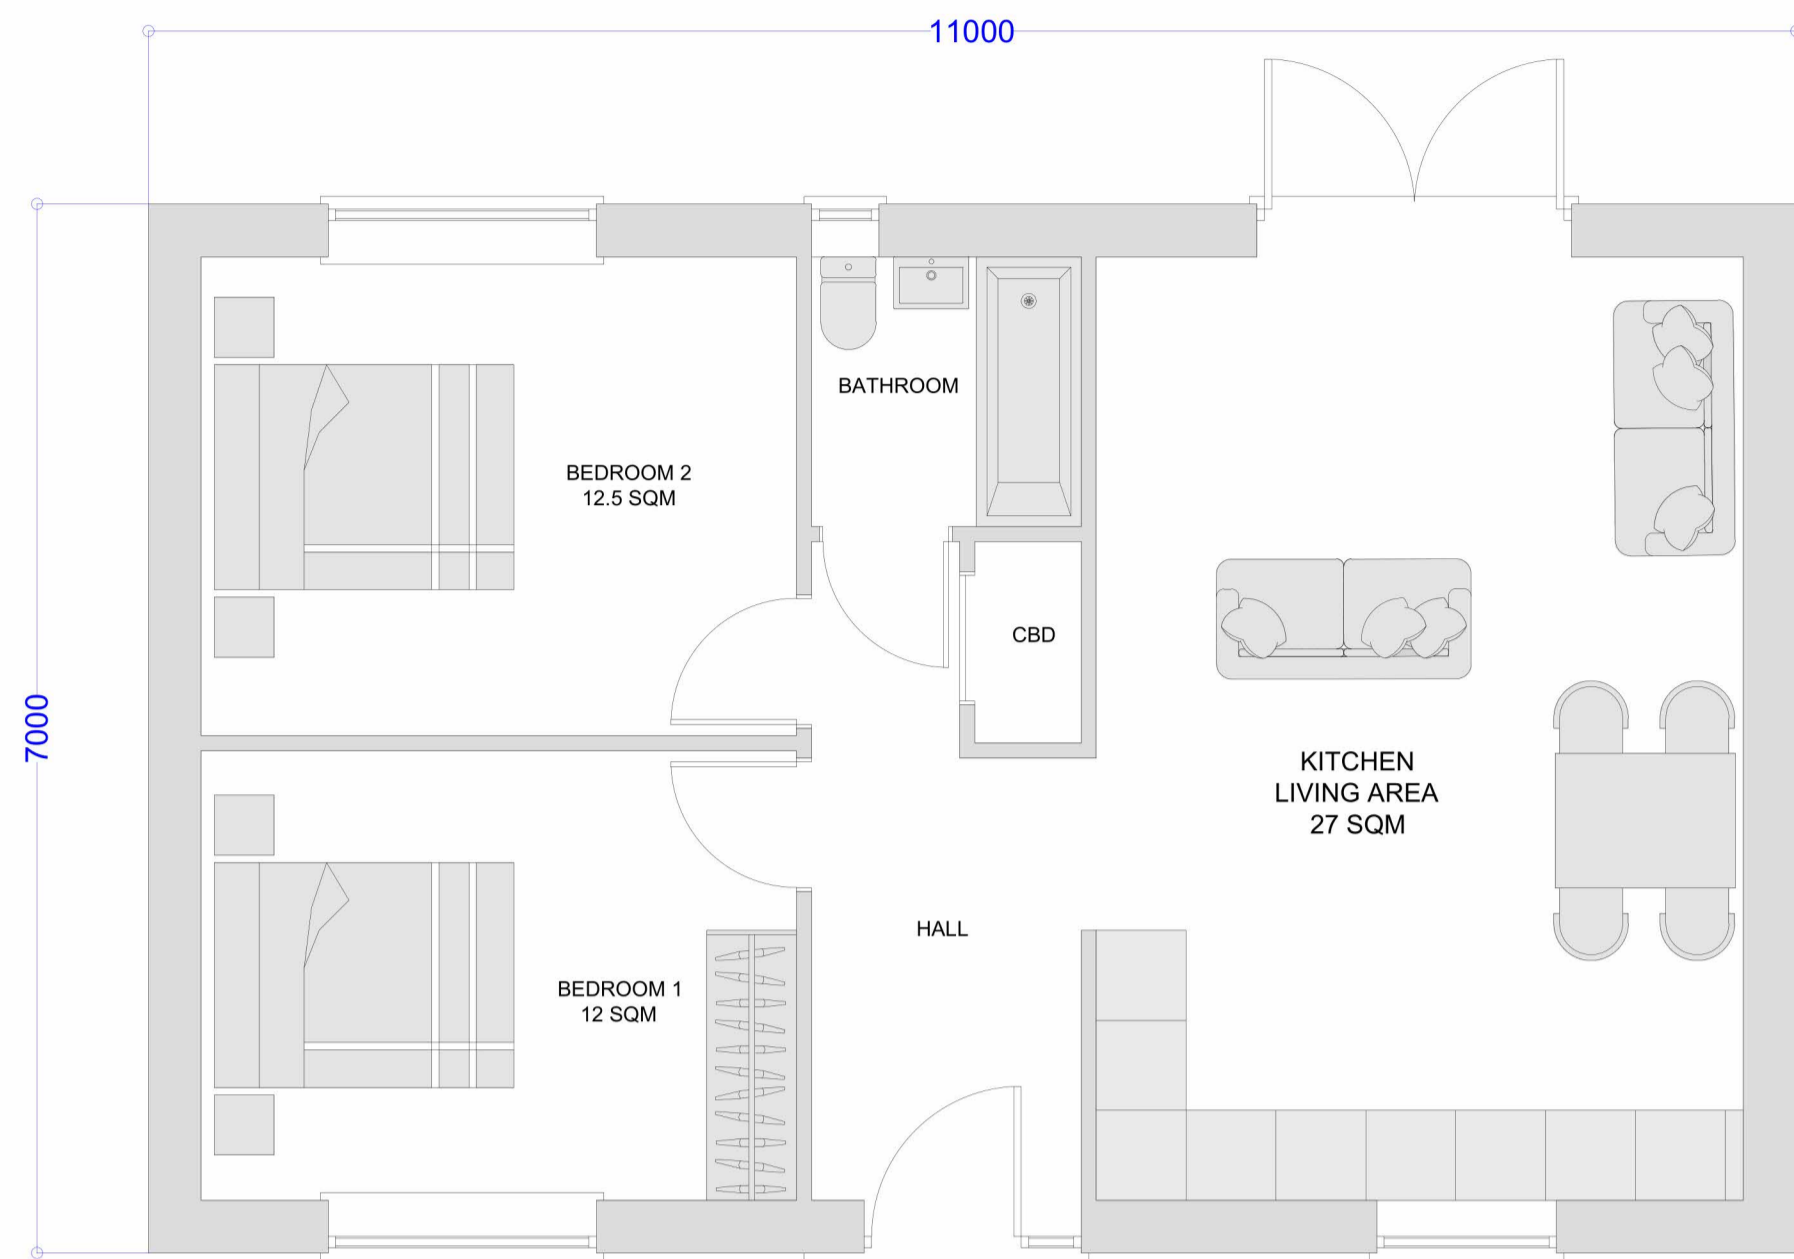 11000
7000
BATHROOM
BEDROOM 2
12.5 SQM
CBD
KITCHEN
LIVING AREA
27 SQM
HALL
BEDROOM 1
12 SQM